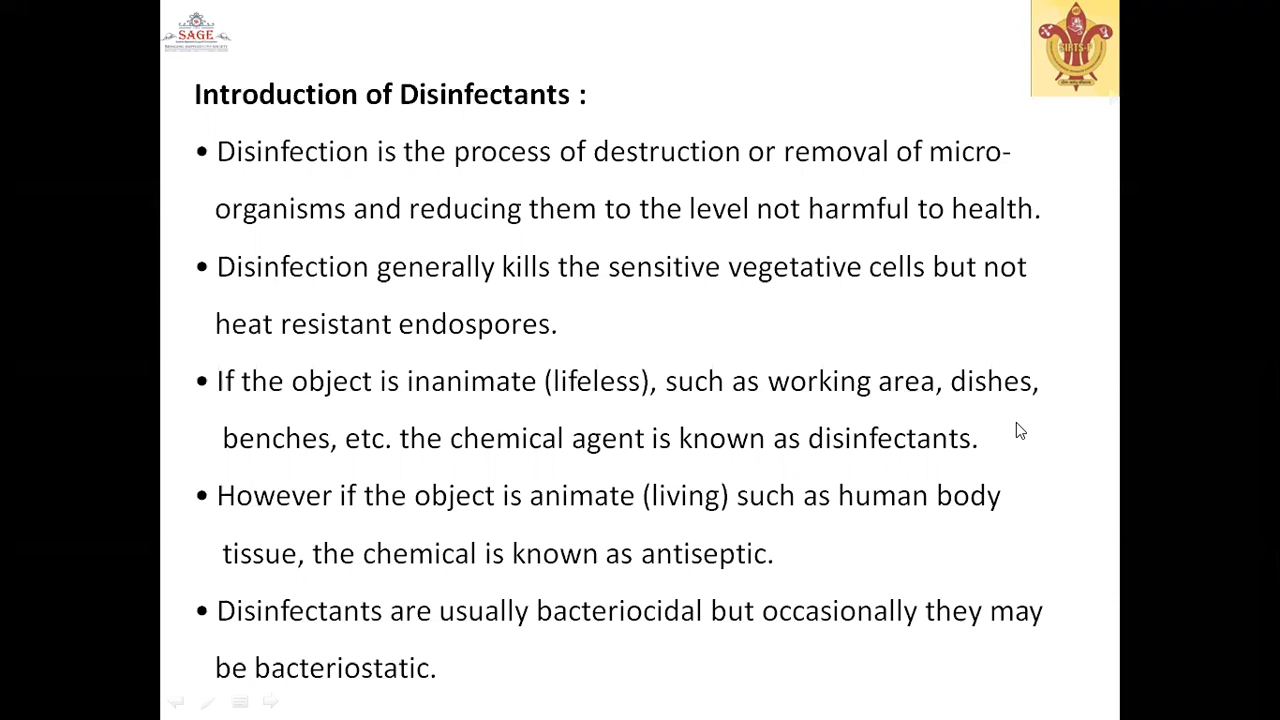 SAGE
SIRTS-P
Introduction of Disinfectants :
• Disinfection is the process of destruction or removal of micro-
organisms and reducing them to the level not harmful to health.
• Disinfection generally kills the sensitive vegetative cells but not
heat resistant endospores.
• If the object is inanimate (lifeless), such as working area, dishes,
benches, etc. the chemical agent is known as disinfectants.
• However if the object is animate (living) such as human body
tissue, the chemical is known as antiseptic.
• Disinfectants are usually bacteriocidal but occasionally they may
be bacteriostatic.